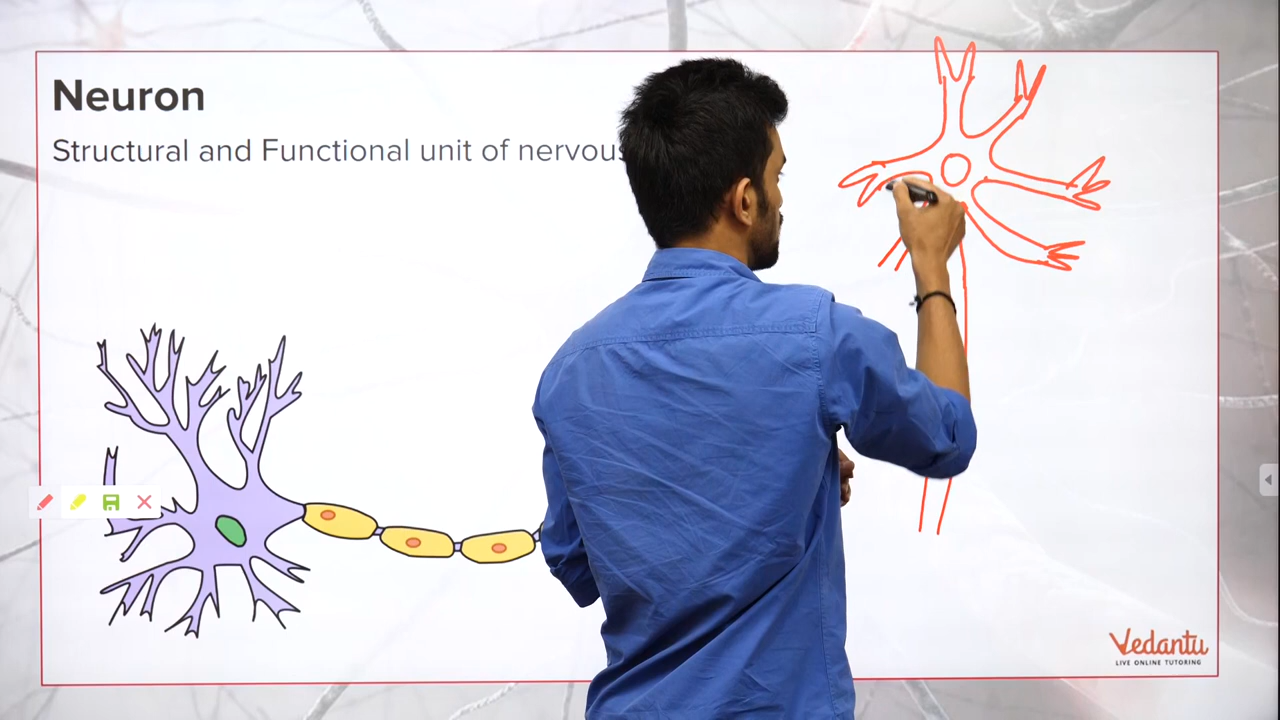 Neuron
Structural and Functional unit of nervous
Vedantu
LIVE ONLINE TUTORING